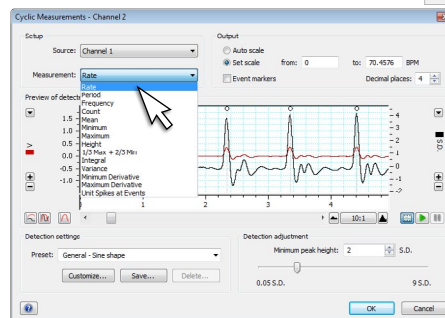 Cyclic Measurements - Channel 2
Setup
Source: Channel 1
Measurement: Rate
Rate
Period
Frequency
Count
Mean
Minimum
Maximum
Height
1/3 Max + 2/3 Min
Integral
Variance
Minimum Derivative
Maximum Derivative
Unit Spikes at Events
Output
Auto scale
Set scale from: 0 to: 70.4576 BPM
Event markers Decimal places: 4
Preview of detect
1.5
1.0
0.5
0.0
-0.5
-1.0
V
4
3
2
1
0
-1
-2
S.D.
1 2 3 4
10:1
Detection settings
Preset: General - Sine shape
Customize... Save... Delete...
Detection adjustment
Minimum peak height: 2 S.D.
0.05 S.D. 9 S.D.
OK Cancel